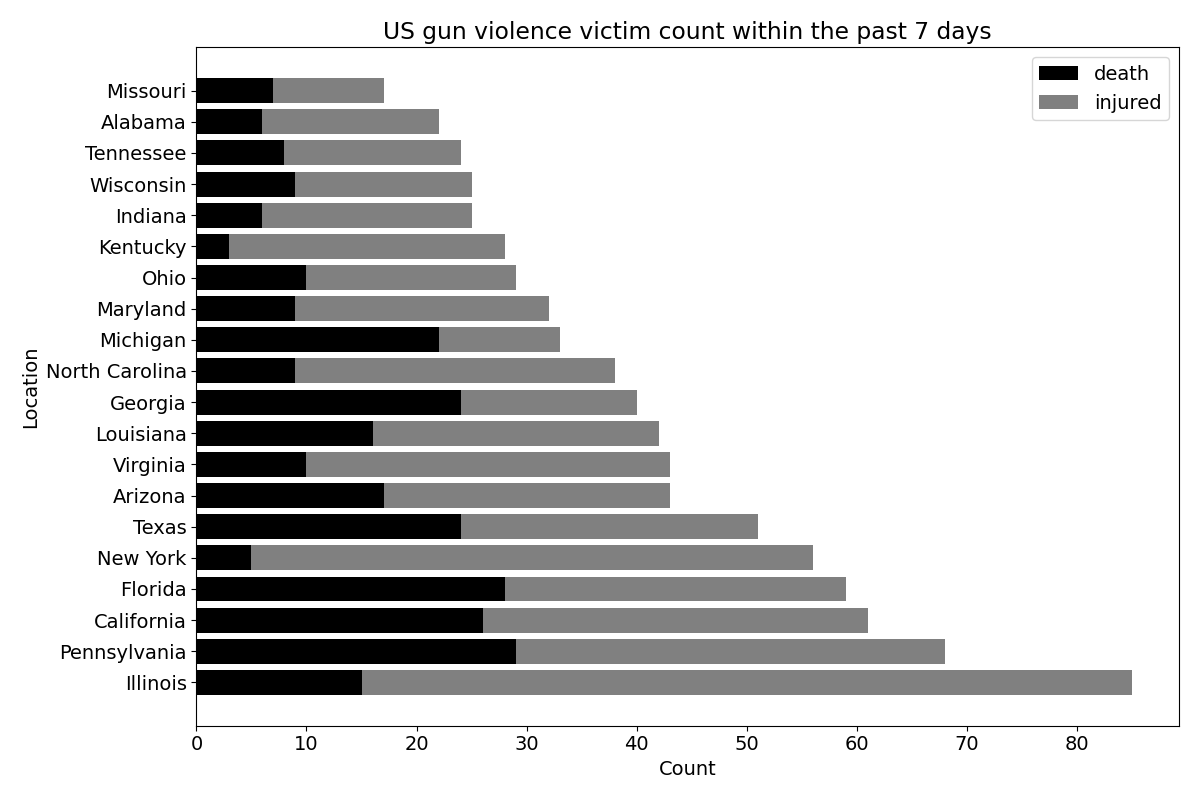 US gun violence victim count within the past 7 days
death
injured
Missouri
Alabama
Tennessee
Wisconsin
Indiana
Kentucky
Ohio
Maryland
Michigan
North Carolina
Georgia
Louisiana
Virginia
Arizona
Texas
New York
Florida
California
Pennsylvania
Illinois
Location
0 10 20 30 40 50 60 70 80
Count